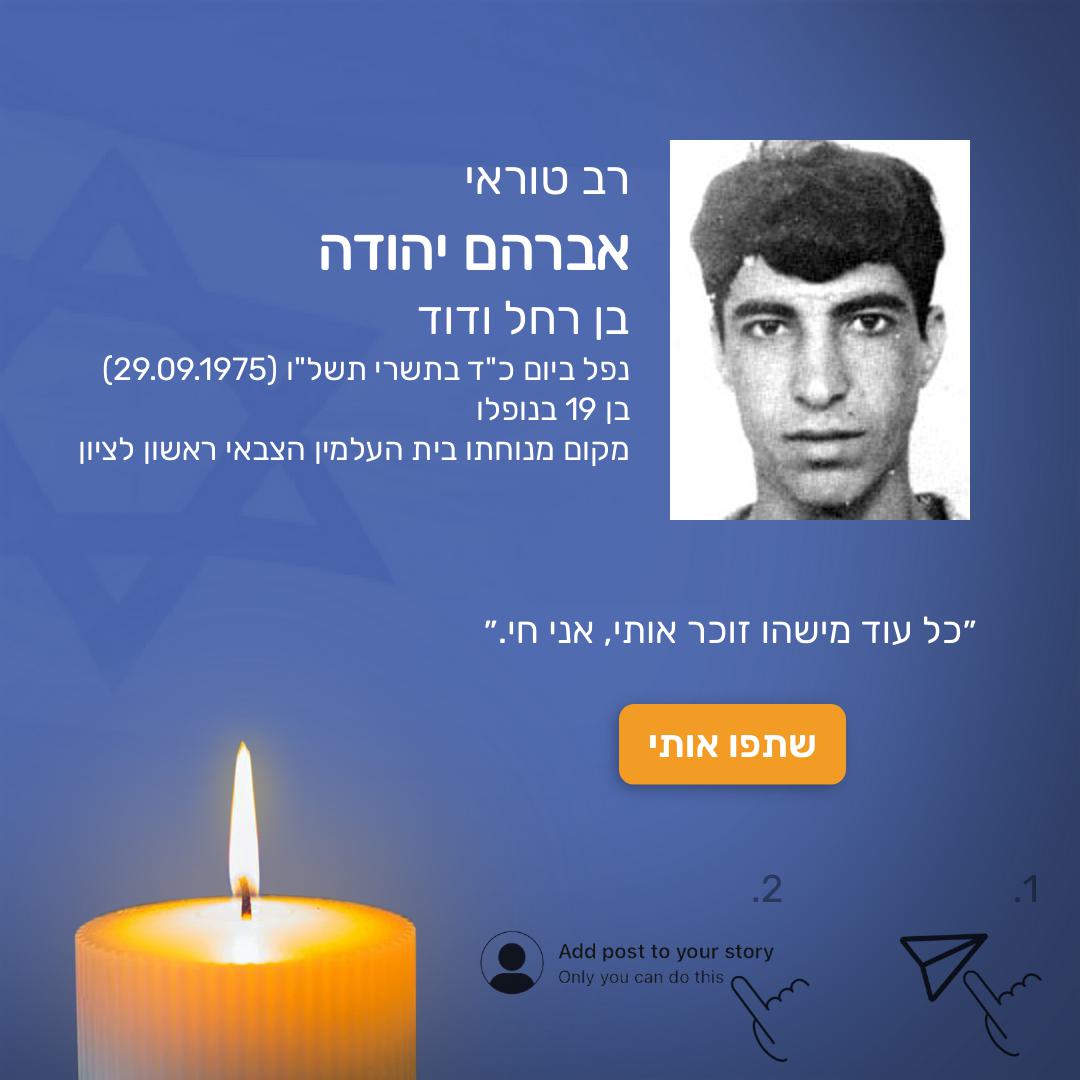 רב טוראי
אברהם יהודה
בן רחל ודוד
נפל ביום כ"ד בתשרי תשל"ו (29.09.1975)
בן 19 בנופלו
מקום מנוחתו בית העלמין הצבאי ראשון לציון
״כל עוד מישהו זוכר אותי, אני חי.״
שתפו אותי
1.
2.
Add post to your story
Only you can do this